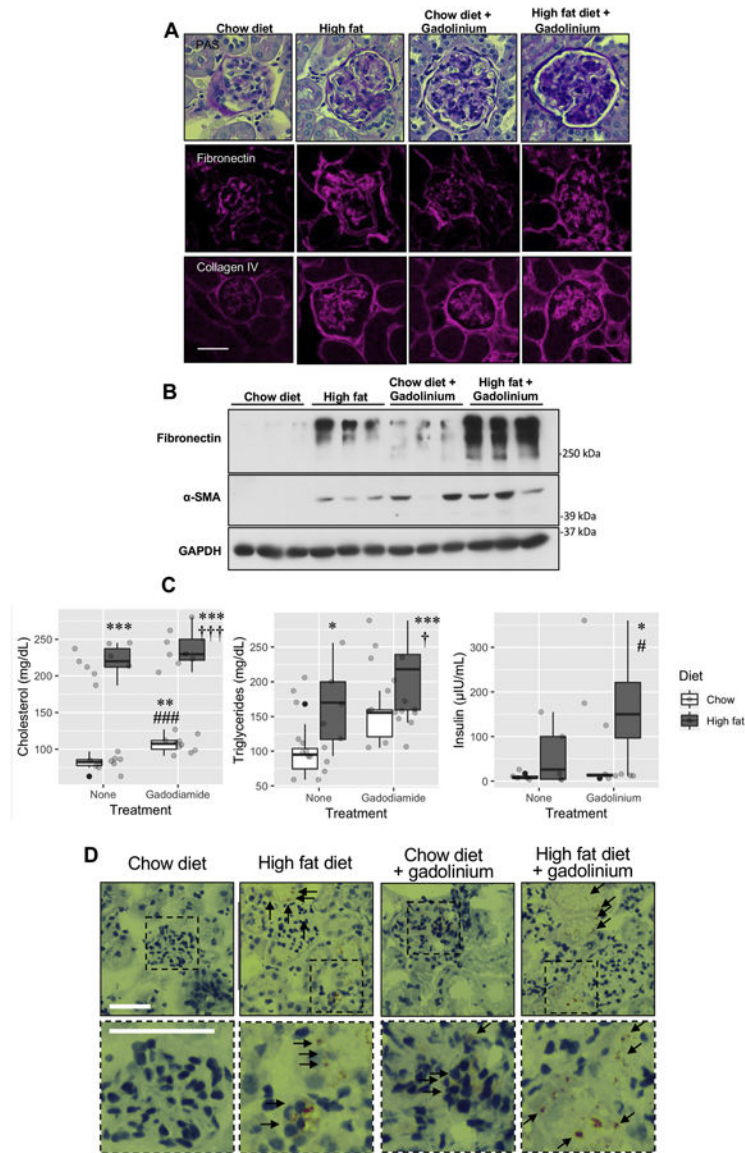 A
Chow diet
High fat
Chow diet +
Gadolinium
High fat diet +
Gadolinium
PAS
Fibronectin
Collagen IV
B
Chow diet
High fat
Chow diet +
Gadolinium
High fat +
Gadolinium
Fibronectin
-250 kDa
α-SMA
-39 kDa
-37 kDa
GAPDH
C
Cholesterol (mg/dL)
250
200
150
100
***
***
†††
**
###
None
Gadodiamide
Treatment
Triglycerides (mg/dL)
250
200
150
100
50
*
***
†
None
Gadodiamide
Treatment
Insulin (µIU/mL)
300
200
100
0
*
#
None
Gadolinium
Treatment
Diet
Chow
High fat
D
Chow diet
High fat diet
Chow diet
+ gadolinium
High fat diet
+ gadolinium